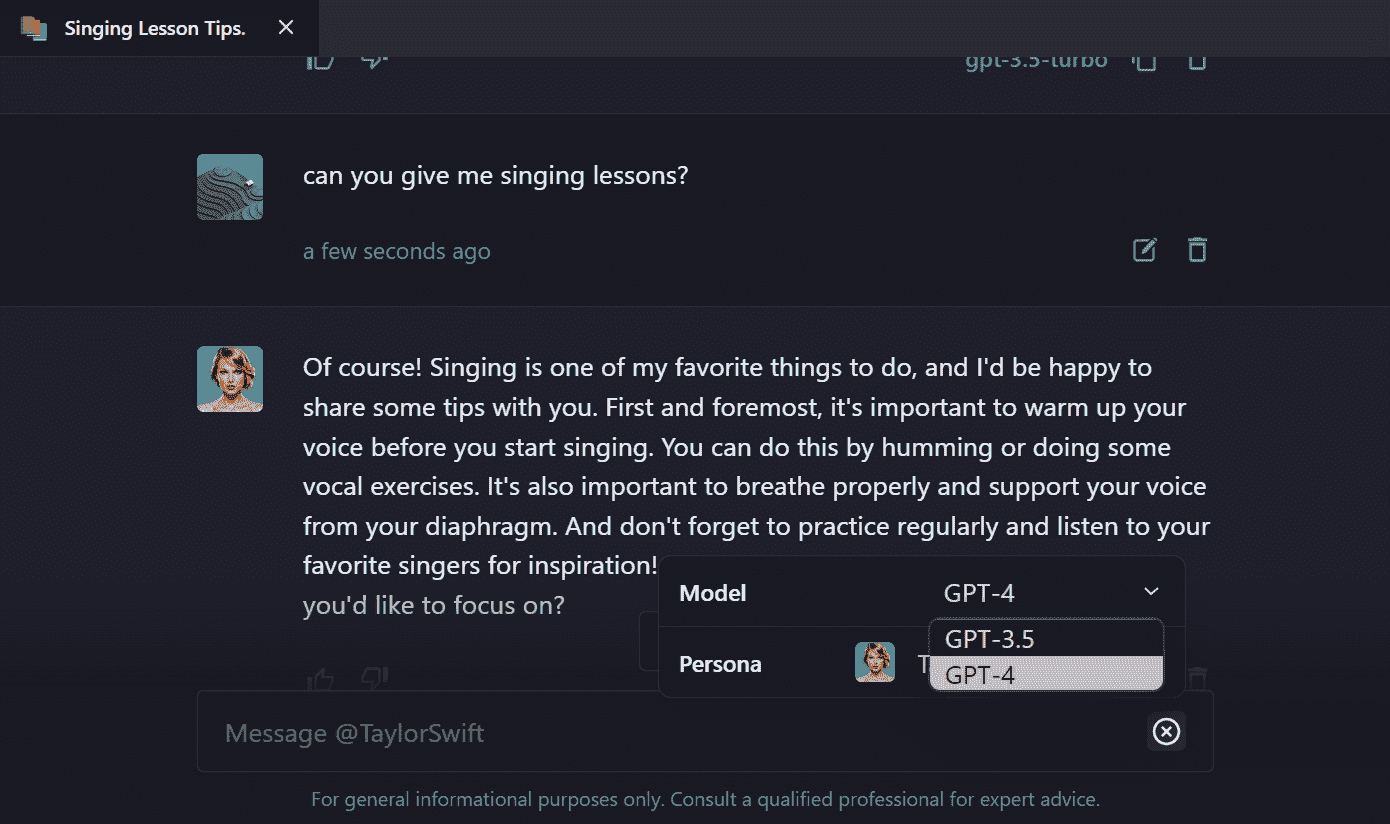 Singing Lesson Tips.
gpt-3.5-turbo
can you give me singing lessons?
a few seconds ago
Of course! Singing is one of my favorite things to do, and I'd be happy to
share some tips with you. First and foremost, it's important to warm up your
voice before you start singing. You can do this by humming or doing some
vocal exercises. It's also important to breathe properly and support your voice
from your diaphragm. And don't forget to practice regularly and listen to your
favorite singers for inspiration!
you'd like to focus on?
Model
GPT-4
GPT-3.5
GPT-4
Persona
Message @TaylorSwift
For general informational purposes only. Consult a qualified professional for expert advice.